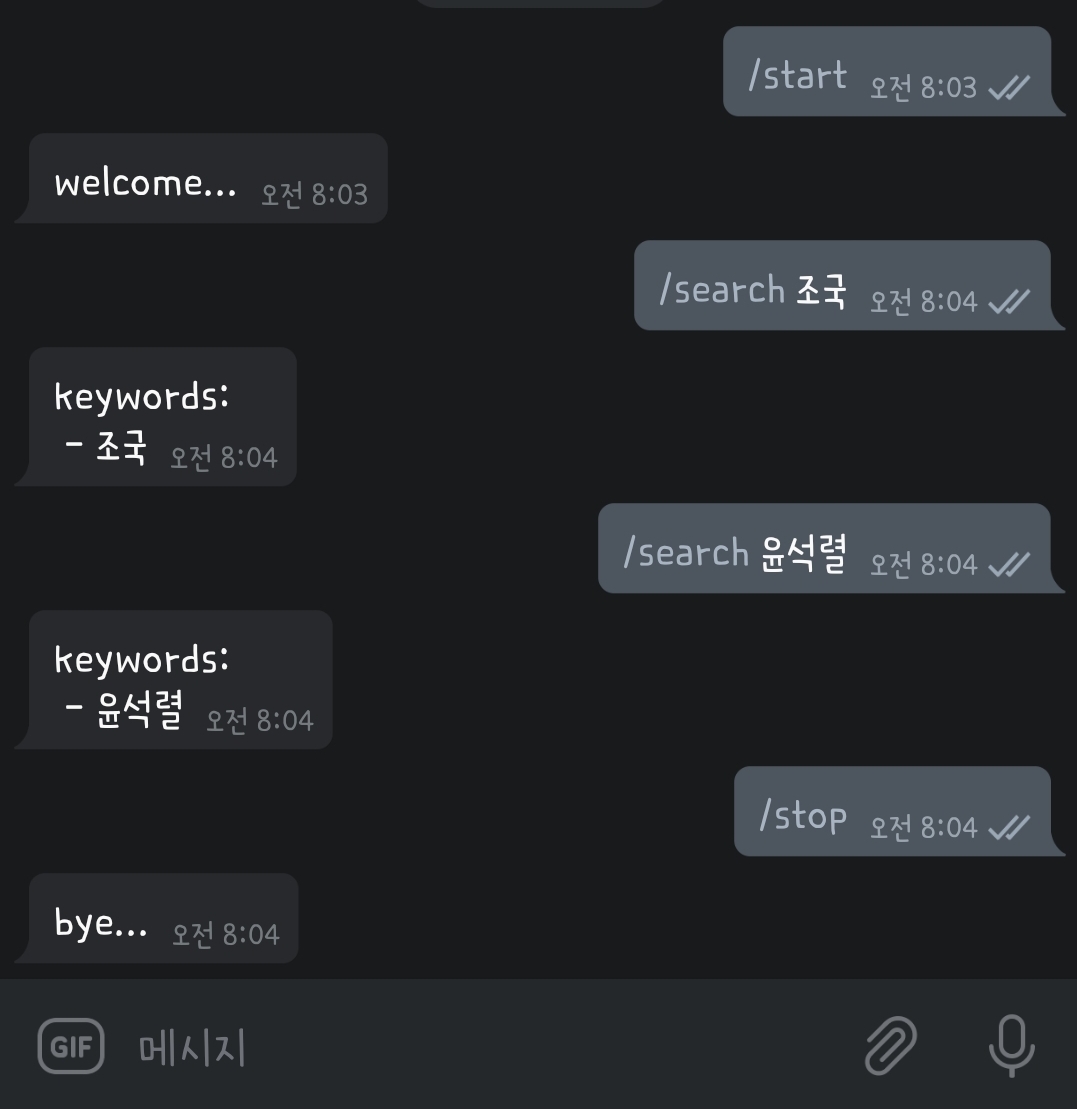 /start 오전 8:03
welcome... 오전 8:03
/search 조국 오전 8:04
keywords:
- 조국 오전 8:04
/search 윤석렬 오전 8:04
keywords:
- 윤석렬 오전 8:04
/stop 오전 8:04
bye... 오전 8:04
GIF 메시지